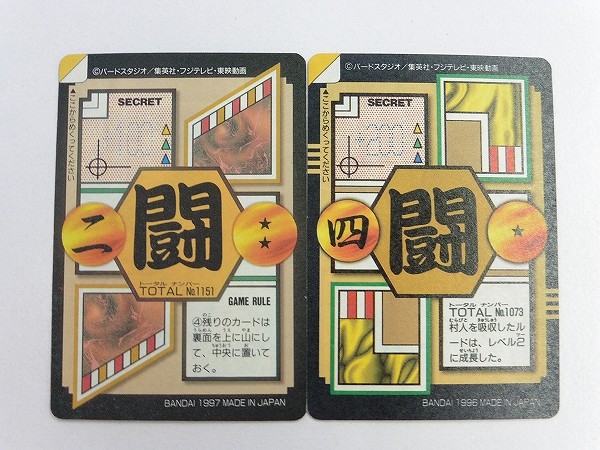 ©バードスタジオ／集英社・フジテレビ・東映動画
▲ここからめくってください
SECRET
二
闘
トータル ナンバー
TOTAL No.1151
GAME RULE
④残りのカードは
裏面を上に山にし
て、中央に置いて
おく。
BANDAI 1997 MADE IN JAPAN
©バードスタジオ／集英社・フジテレビ・東映動画
▲ここからめくってください
SECRET
四
闘
トータル ナンバー
TOTAL No.1073
村人を吸収したル
ードは、レベル2
に成長した。
BANDAI 1996 MADE IN JAPAN